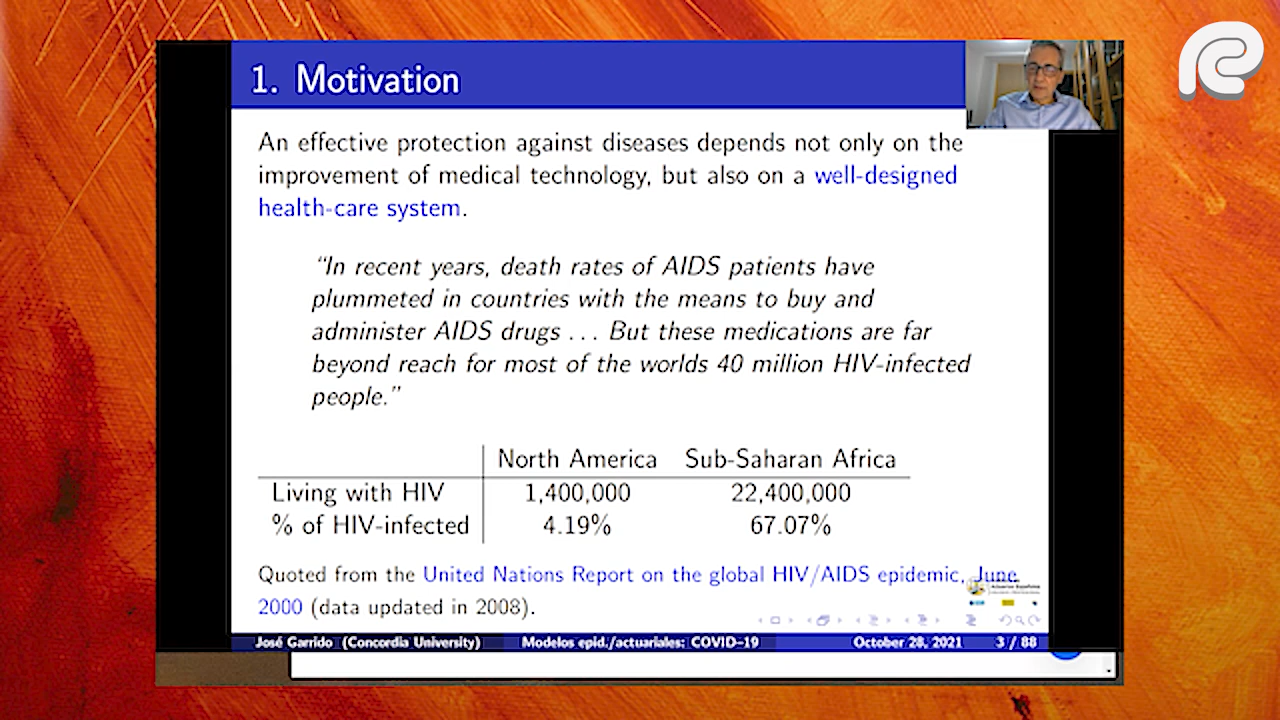 1. Motivation
An effective protection against diseases depends not only on the
improvement of medical technology, but also on a well-designed
health-care system.
“In recent years, death rates of AIDS patients have
plummeted in countries with the means to buy and
administer AIDS drugs ... But these medications are far
beyond reach for most of the worlds 40 million HIV-infected
people.”
North America Sub-Saharan Africa
Living with HIV 1,400,000 22,400,000
% of HIV-infected 4.19% 67.07%
Quoted from the United Nations Report on the global HIV/AIDS epidemic, June
2000 (data updated in 2008).
José Garrido (Concordia University) Modelos epid./actuariales: COVID-19 October 28, 2021 3 / 88